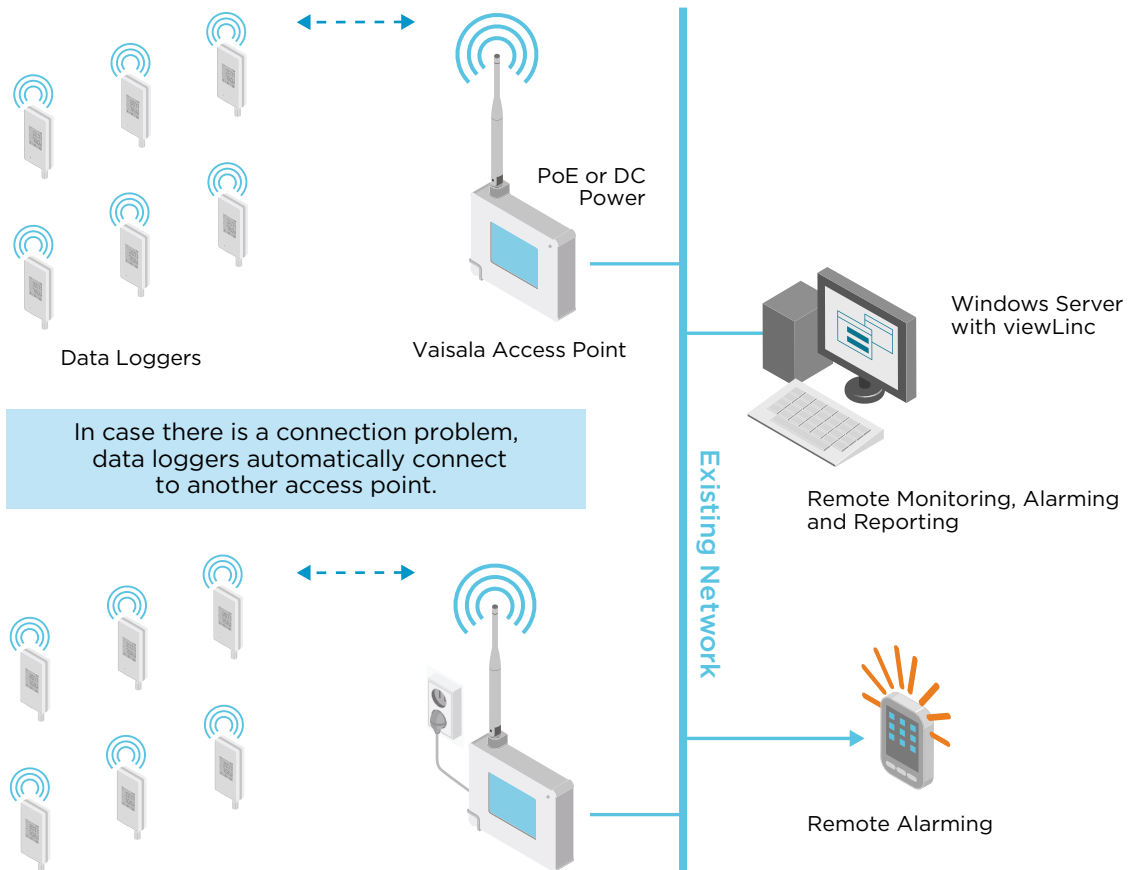 PoE or DC
Power
Data Loggers
Vaisala Access Point
Windows Server
with viewLinc
In case there is a connection problem,
data loggers automatically connect
to another access point.
Existing Network
Remote Monitoring, Alarming
and Reporting
Remote Alarming